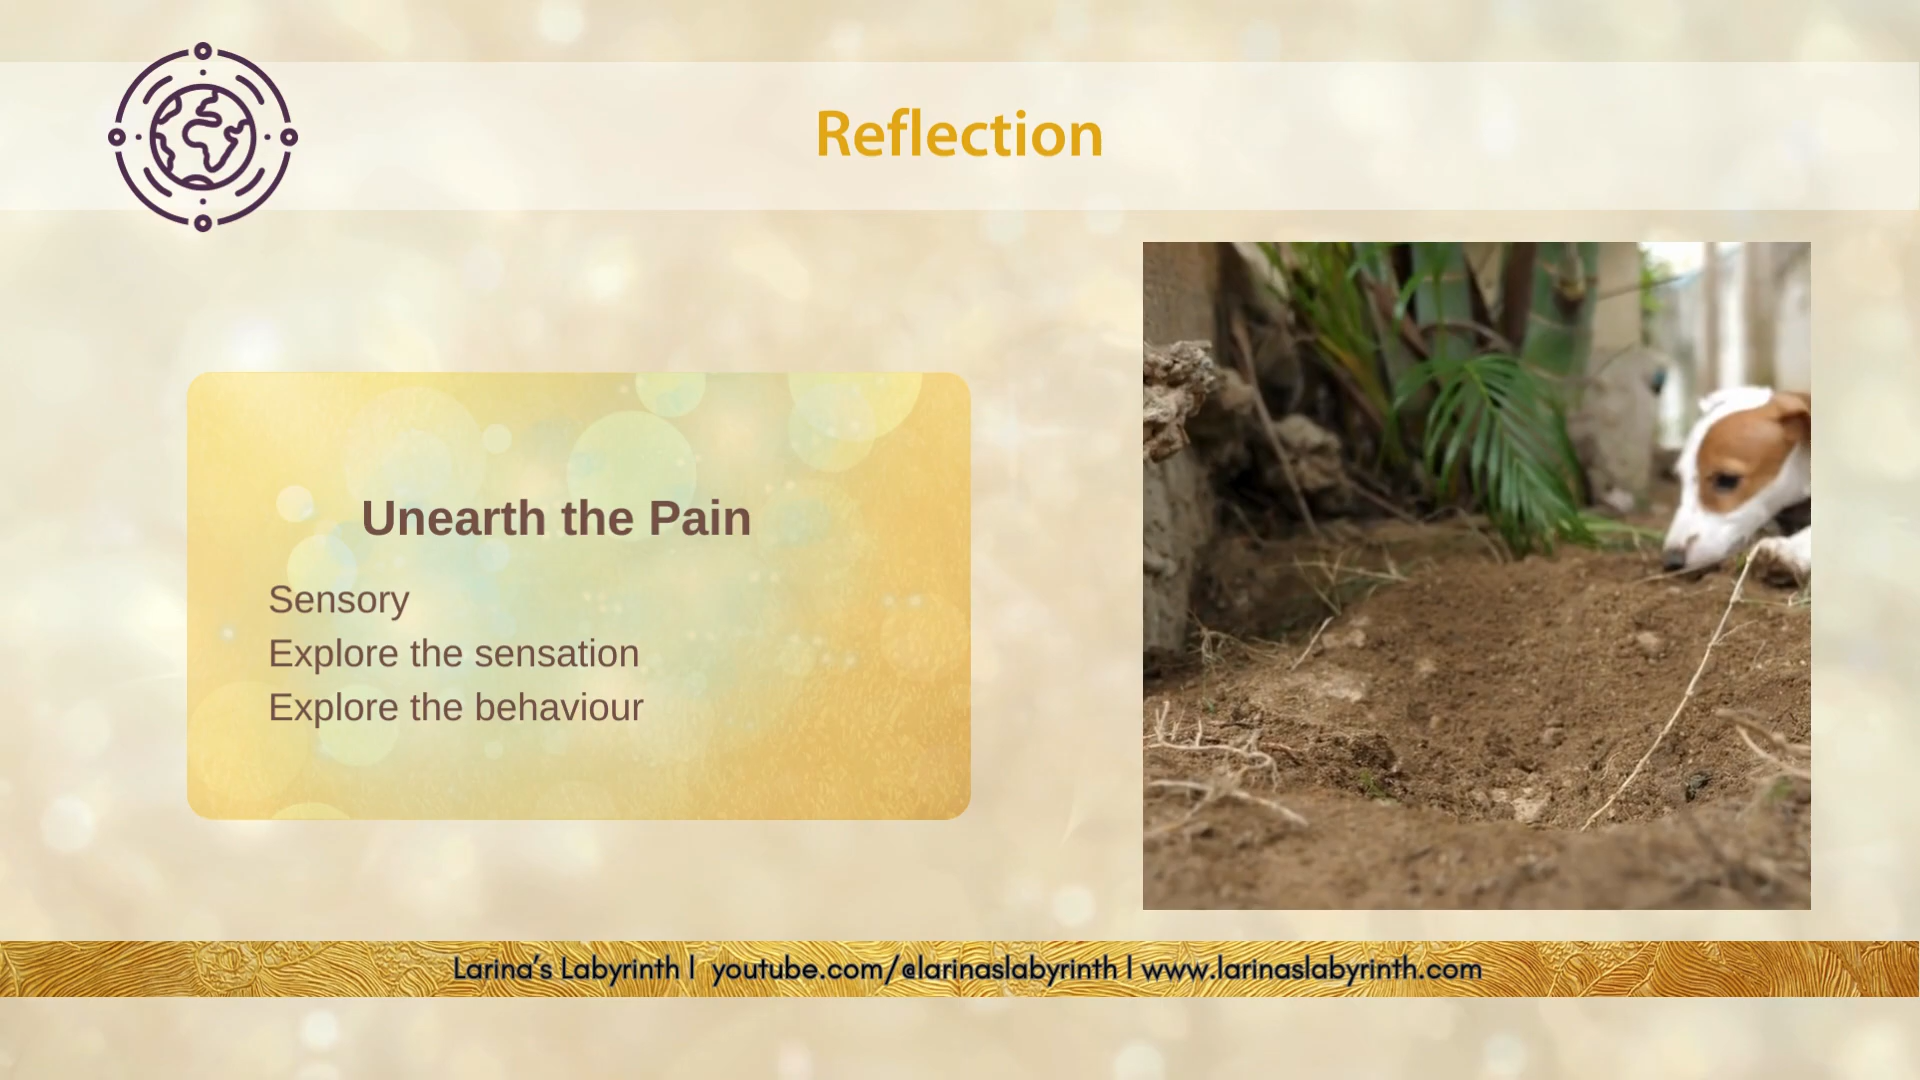 Reflection
Unearth the Pain
Sensory
Explore the sensation
Explore the behaviour
Larina's Labyrinth | youtube.com/@larinaslabyrinth | www.larinaslabyrinth.com